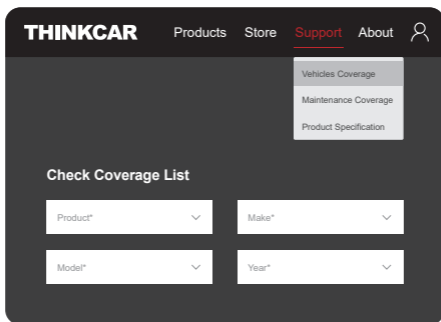 THINKCAR Products Store Support About
Vehicles Coverage
Maintenance Coverage
Product Specification
Check Coverage List
Product* Make*
Model* Year*